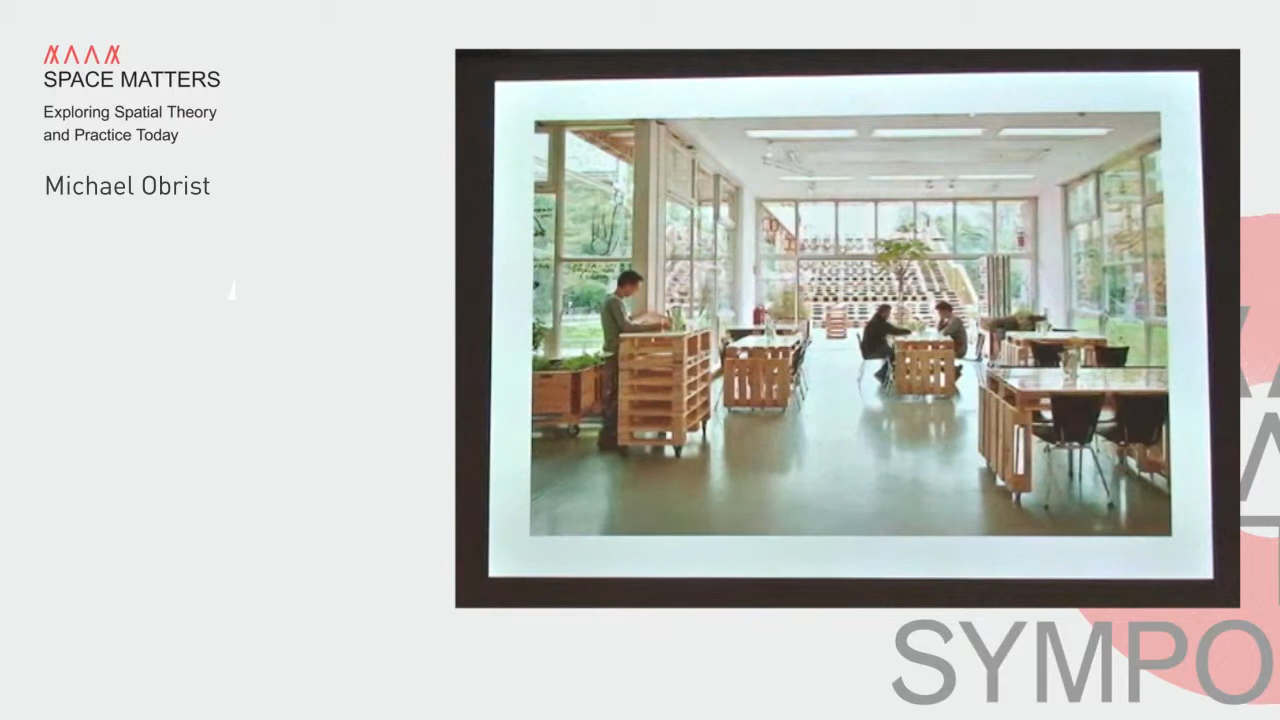 SPACE MATTERS
Exploring Spatial Theory
and Practice Today
Michael Obrist
SYMPO